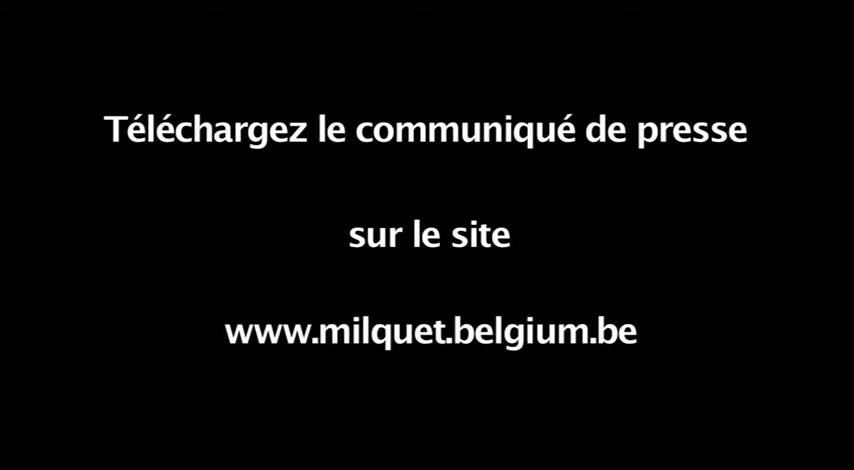 Téléchargez le communiqué de presse
sur le site
www.milquet.belgium.be